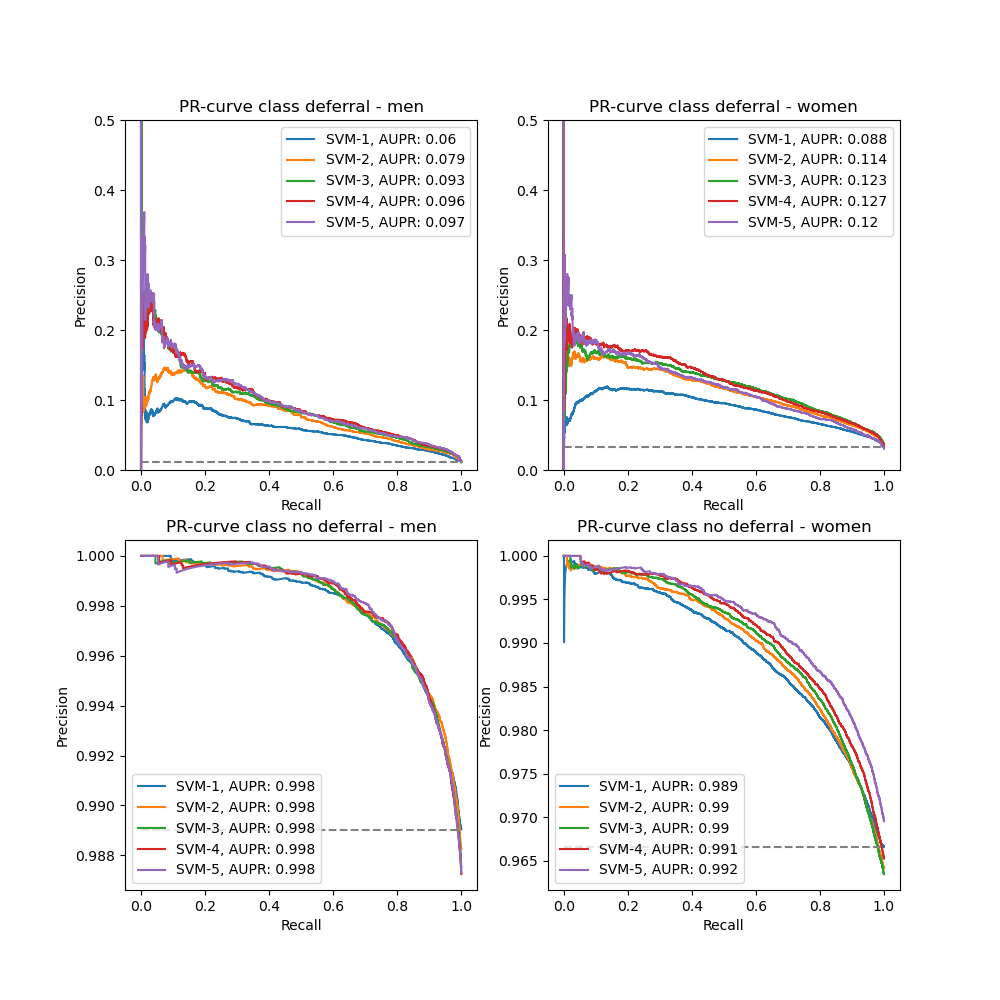 PR-curve class deferral - men
0.5
0.4
0.3
0.2
0.1
0.0
Precision
SVM-1, AUPR: 0.06
SVM-2, AUPR: 0.079
SVM-3, AUPR: 0.093
SVM-4, AUPR: 0.096
SVM-5, AUPR: 0.097
0.0 0.2 0.4 0.6 0.8 1.0
Recall
PR-curve class deferral - women
0.5
0.4
0.3
0.2
0.1
0.0
Precision
SVM-1, AUPR: 0.088
SVM-2, AUPR: 0.114
SVM-3, AUPR: 0.123
SVM-4, AUPR: 0.127
SVM-5, AUPR: 0.12
0.0 0.2 0.4 0.6 0.8 1.0
Recall
PR-curve class no deferral - men
1.000
0.998
0.996
0.994
0.992
0.990
0.988
Precision
SVM-1, AUPR: 0.998
SVM-2, AUPR: 0.998
SVM-3, AUPR: 0.998
SVM-4, AUPR: 0.998
SVM-5, AUPR: 0.998
0.0 0.2 0.4 0.6 0.8 1.0
Recall
PR-curve class no deferral - women
1.000
0.995
0.990
0.985
0.980
0.975
0.970
0.965
Precision
SVM-1, AUPR: 0.989
SVM-2, AUPR: 0.99
SVM-3, AUPR: 0.99
SVM-4, AUPR: 0.991
SVM-5, AUPR: 0.992
0.0 0.2 0.4 0.6 0.8 1.0
Recall